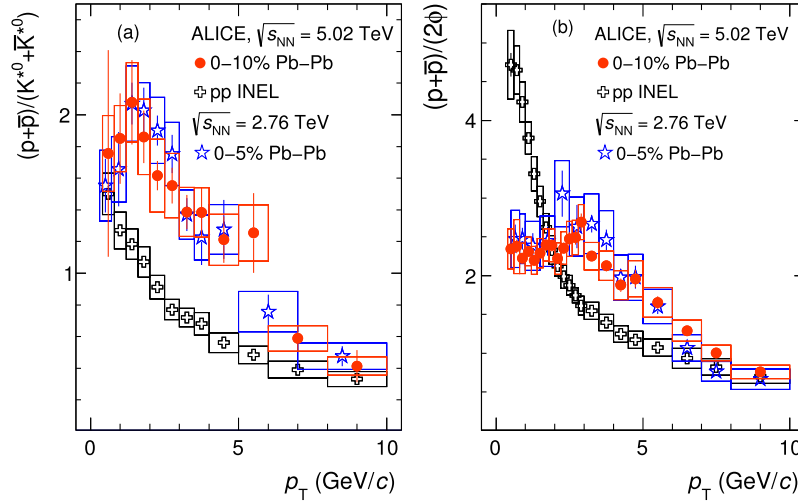 (a)
ALICE, √sNN = 5.02 TeV
0−10% Pb−Pb
pp INEL
√sNN = 2.76 TeV
0−5% Pb−Pb
(p+p̅)/(K*0+K̅*0)
2
1
0 5 10
pT (GeV/c)
(b)
ALICE, √sNN = 5.02 TeV
0−10% Pb−Pb
pp INEL
√sNN = 2.76 TeV
0−5% Pb−Pb
(p+p̅)/(2ϕ)
4
2
0 5 10
pT (GeV/c)